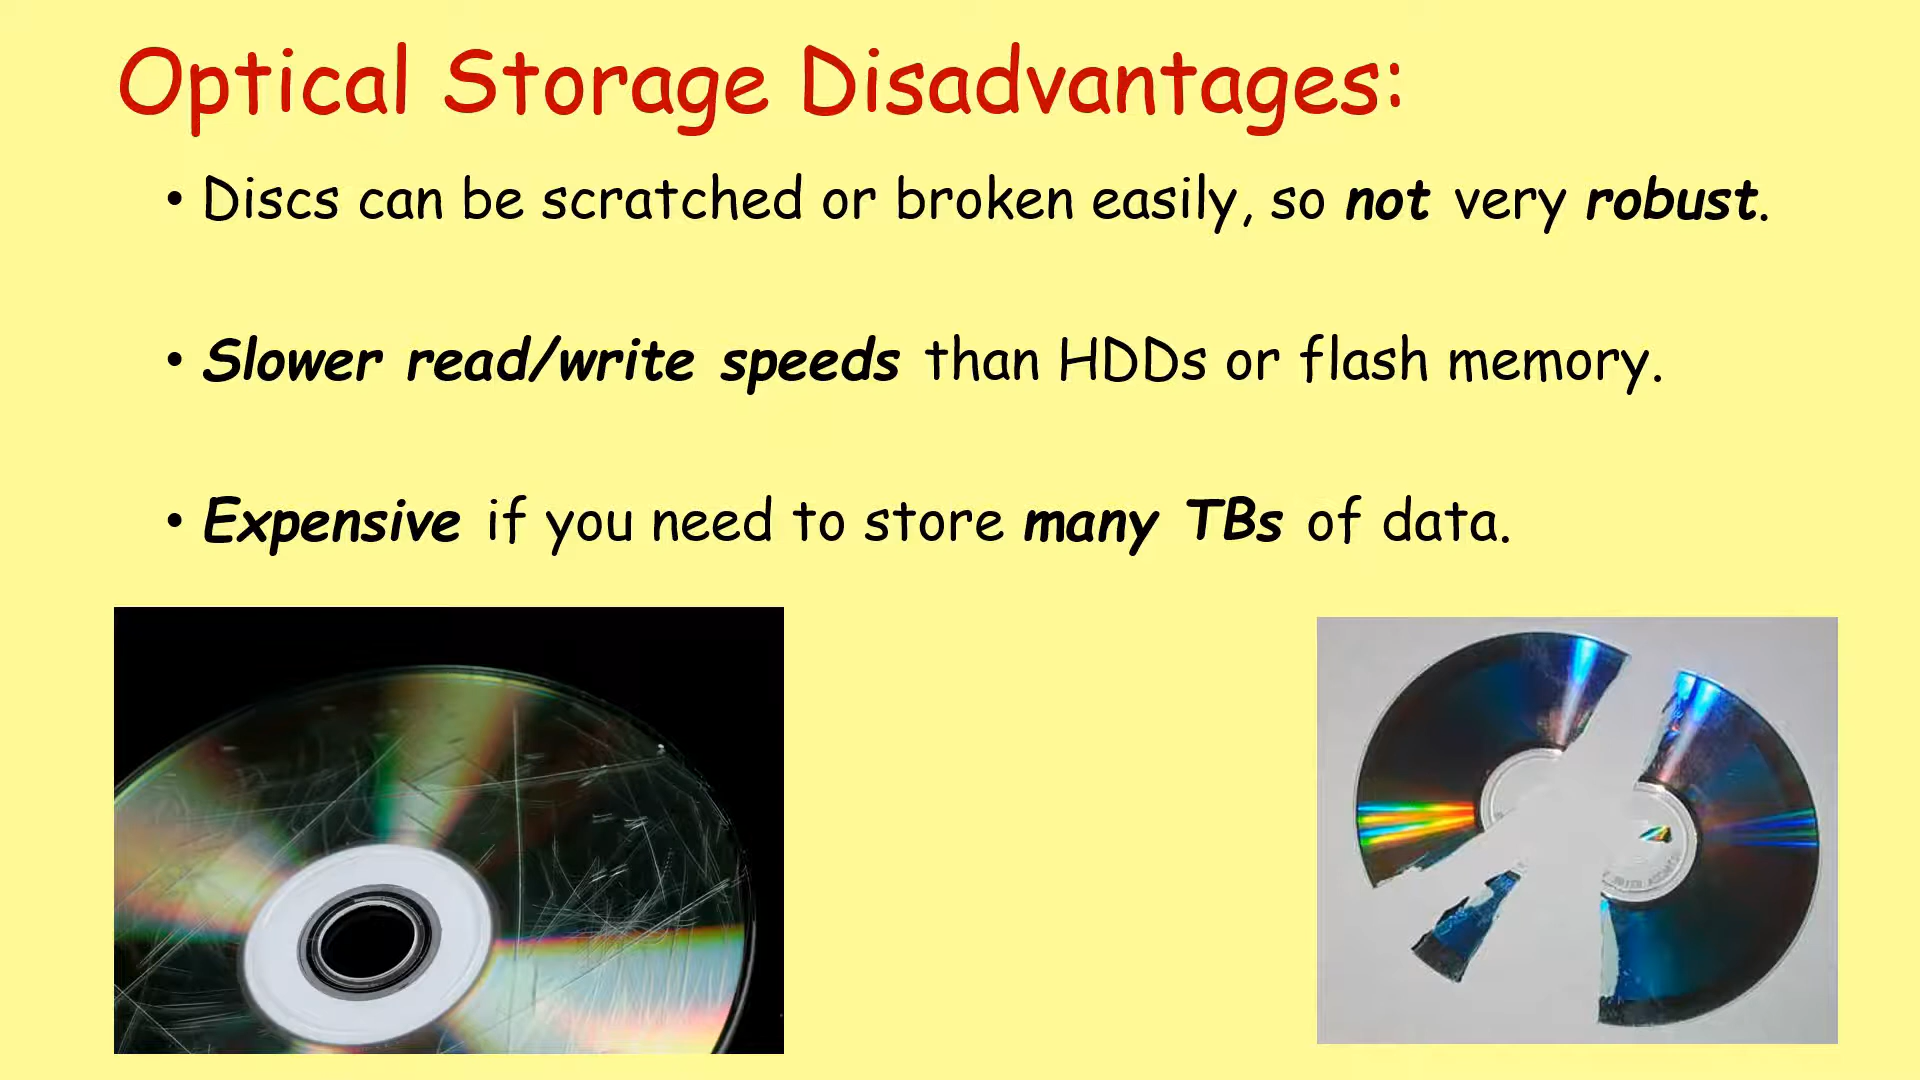 Optical Storage Disadvantages:
• Discs can be scratched or broken easily, so not very robust.
• Slower read/write speeds than HDDs or flash memory.
• Expensive if you need to store many TBs of data.